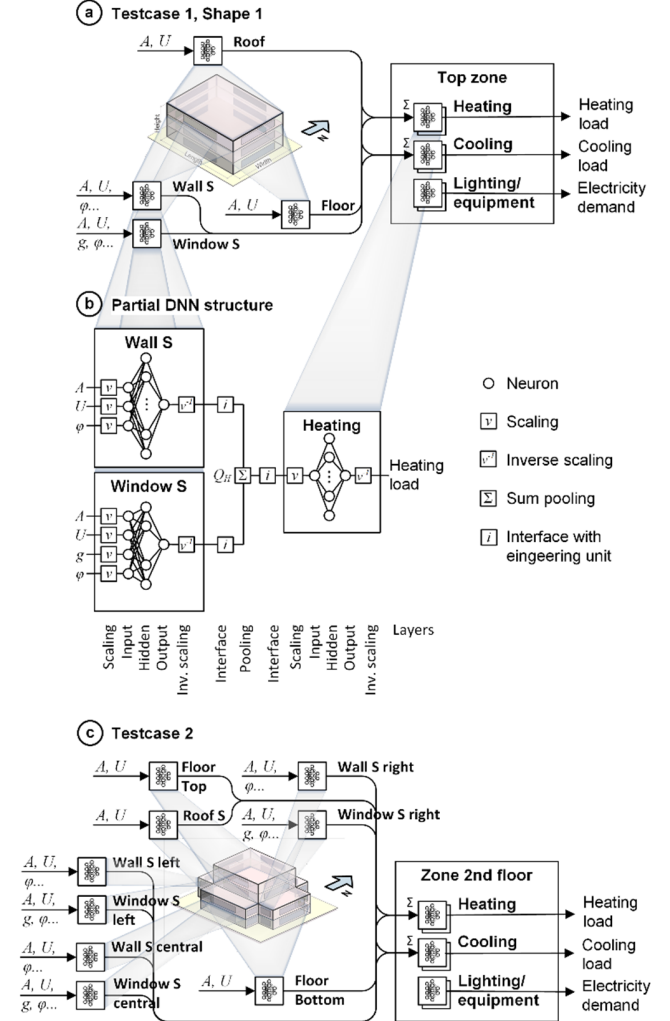 a Testcase 1, Shape 1
A, U
Roof
Top zone
Height
Length
Width
N
Σ Heating
Heating load
Σ Cooling
Cooling load
Lighting/ equipment
Electricity demand
A, U, φ...
Wall S
A, U
Floor
A, U, g, φ...
Window S
b Partial DNN structure
Wall S
A v
U v
φ v
v-1 i
Window S
A v
U v
g v
φ v
v-1 i
QH Σ i
Heating
v v-1
Heating load
Neuron
v Scaling
v-1 Inverse scaling
Σ Sum pooling
i Interface with
eingeering unit
Scaling
Input
Hidden
Output
Inv. scaling
Interface
Pooling
Interface
Scaling
Input
Hidden
Output
Inv. scaling
Layers
c Testcase 2
A, U
Floor Top
A, U, φ...
Wall S right
A, U
Roof S
A, U, g, φ...
Window S right
A, U, φ...
Wall S left
A, U, g, φ...
Window S left
A, U, φ...
Wall S central
A, U, g, φ...
Window S central
A, U
Floor Bottom
N
Zone 2nd floor
Σ Heating
Heating load
Σ Cooling
Cooling load
Lighting/ equipment
Electricity demand